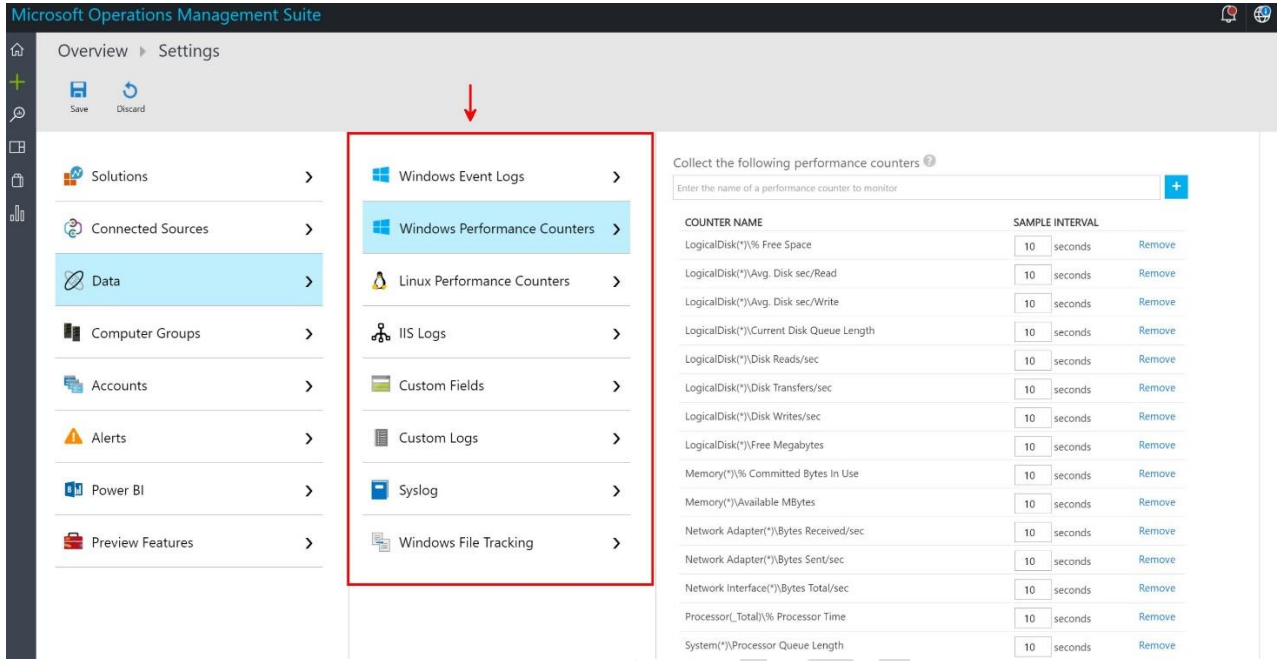 Microsoft Operations Management Suite
Overview Settings
Save Discard
Solutions
Connected Sources
Data
Computer Groups
Accounts
Alerts
Power BI
Preview Features
Windows Event Logs
Windows Performance Counters
Linux Performance Counters
IIS Logs
Custom Fields
Custom Logs
Syslog
Windows File Tracking
Collect the following performance counters ?
Enter the name of a performance counter to monitor +
COUNTER NAME SAMPLE INTERVAL
LogicalDisk(*)\% Free Space 10 seconds Remove
LogicalDisk(*)\Avg. Disk sec/Read 10 seconds Remove
LogicalDisk(*)\Avg. Disk sec/Write 10 seconds Remove
LogicalDisk(*)\Current Disk Queue Length 10 seconds Remove
LogicalDisk(*)\Disk Reads/sec 10 seconds Remove
LogicalDisk(*)\Disk Transfers/sec 10 seconds Remove
LogicalDisk(*)\Disk Writes/sec 10 seconds Remove
LogicalDisk(*)\Free Megabytes 10 seconds Remove
Memory(*)\% Committed Bytes In Use 10 seconds Remove
Memory(*)\Available MBytes 10 seconds Remove
Network Adapter(*)\Bytes Received/sec 10 seconds Remove
Network Adapter(*)\Bytes Sent/sec 10 seconds Remove
Network Interface(*)\Bytes Total/sec 10 seconds Remove
Processor(_Total)\% Processor Time 10 seconds Remove
System(*)\Processor Queue Length 10 seconds Remove